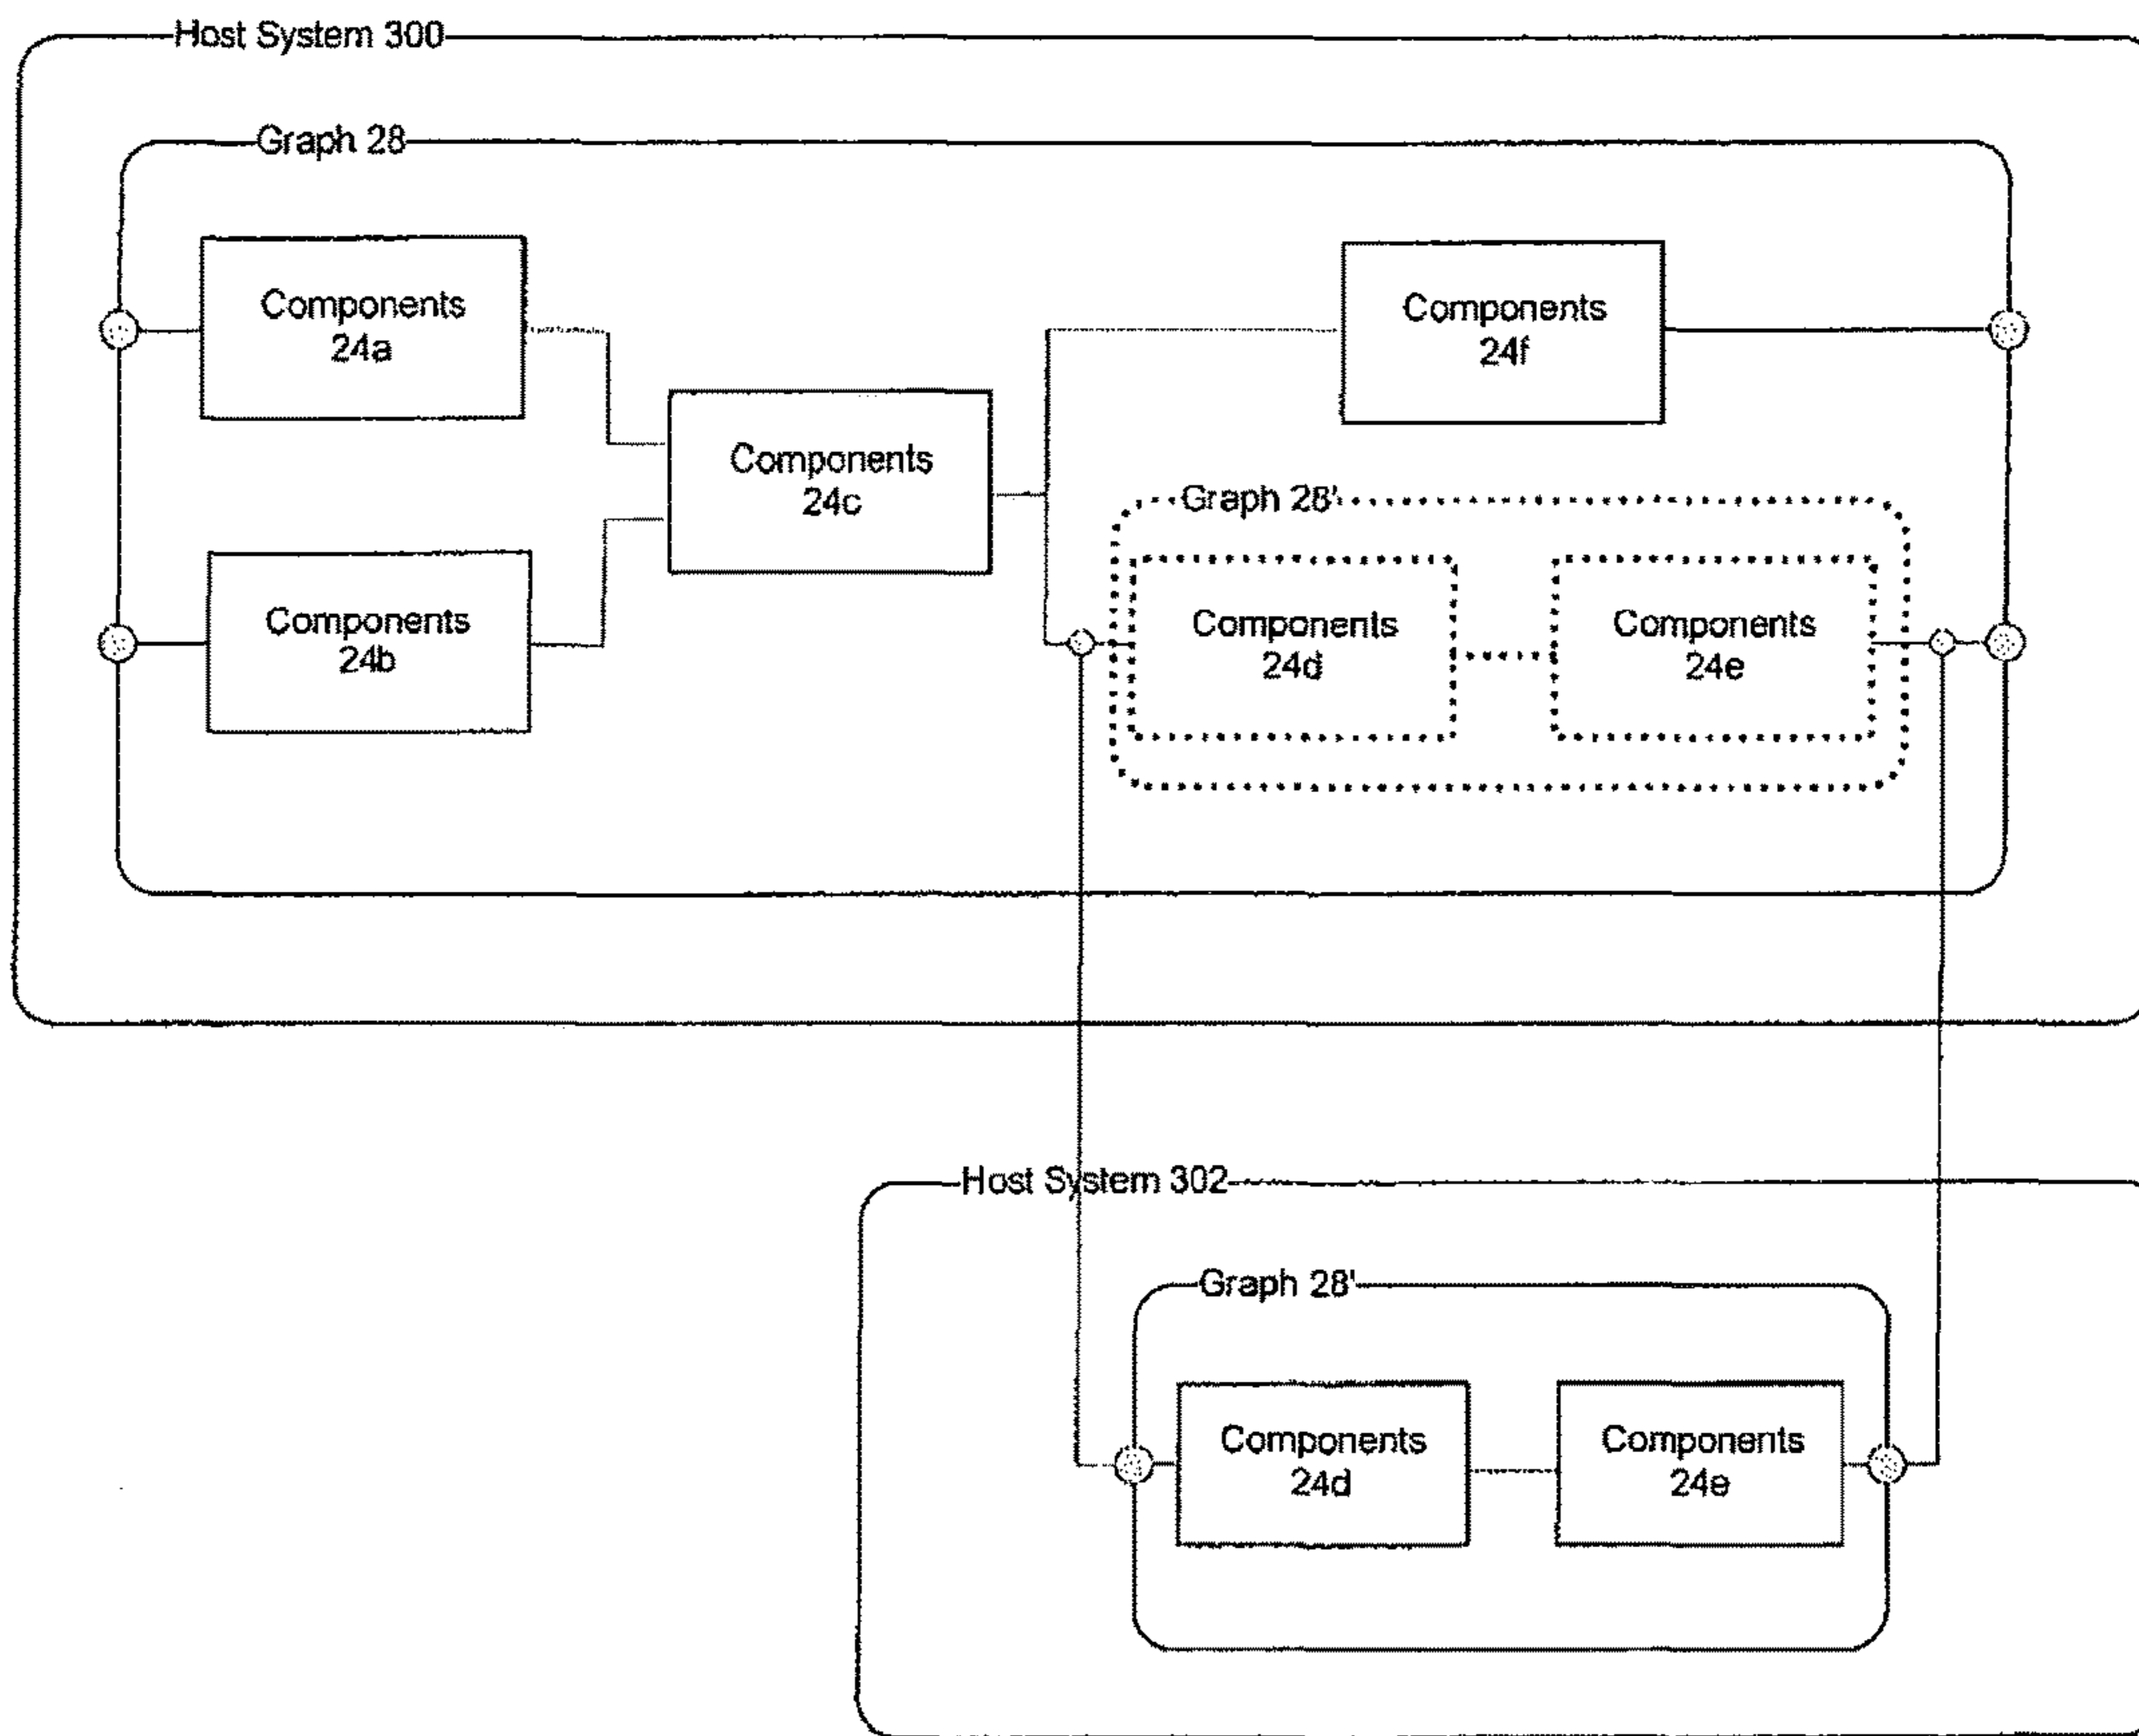 Host System 300
Graph 28
Components
24a
Components
24f
Components
24c
Graph 28'
Components
24b
Components
24d
Components
24e
Host System 302
Graph 28'
Components
24d
Components
24e